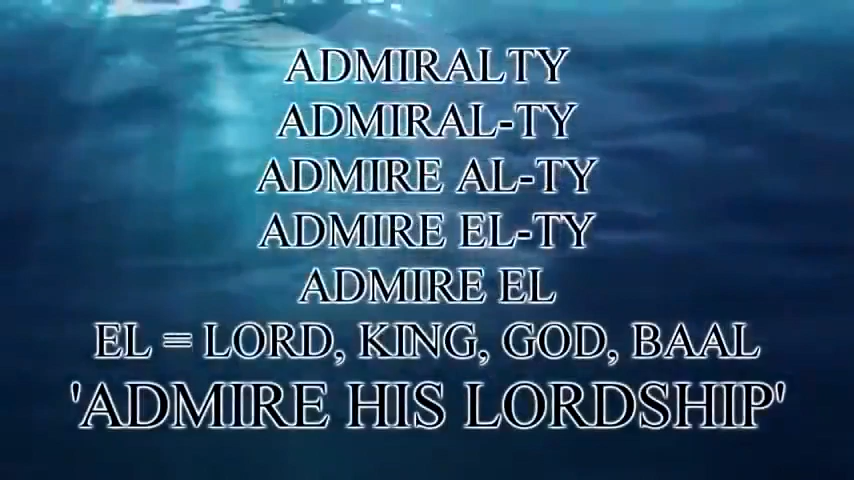 ADMIRALTY
ADMIRAL-TY
ADMIRE AL-TY
ADMIRE EL-TY
ADMIRE EL
EL = LORD, KING, GOD, BAAL
'ADMIRE HIS LORDSHIP'